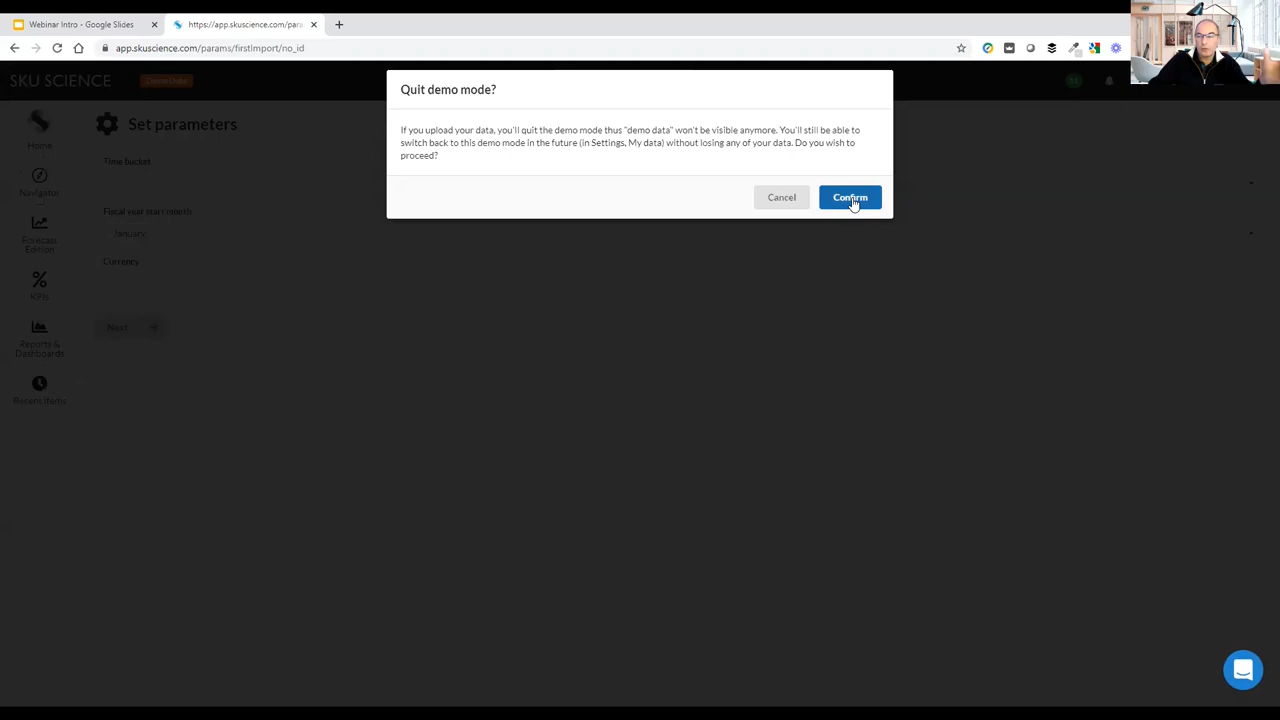 Webinar Intro - Google Slides
https://app.skuscience.com/para
app.skuscience.com/params/firstImport/no_id
SKU SCIENCE
Demo Data
11
Quit demo mode?
If you upload your data, you'll quit the demo mode thus "demo data" won't be visible anymore. You'll still be able to
switch back to this demo mode in the future (in Settings, My data) without losing any of your data. Do you wish to
proceed?
Cancel
Confirm
Home
Navigator
Forecast
Edition
KPIs
Reports &
Dashboards
Recent items
Set parameters
Time bucket
Fiscal year start month
January
Currency
Next